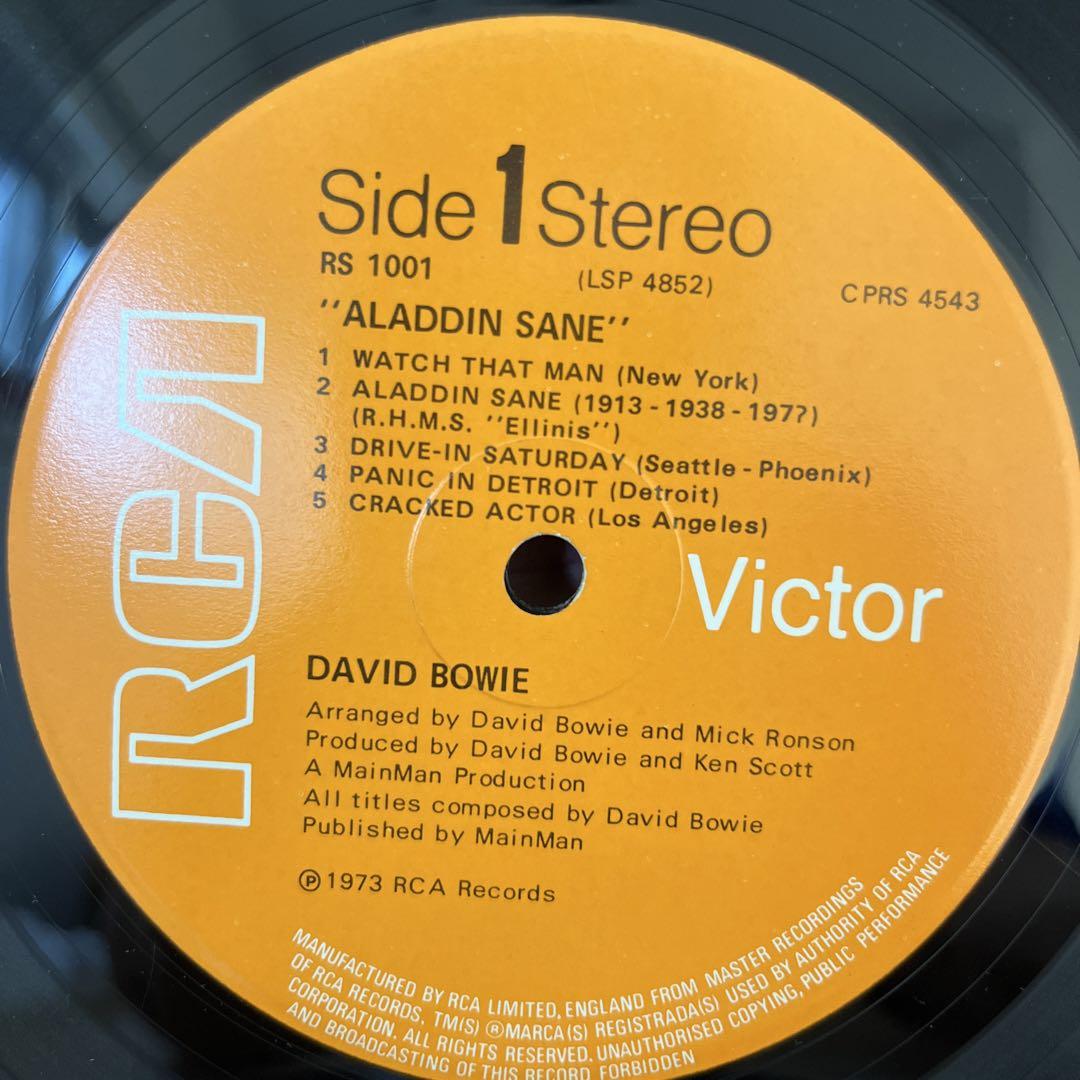 Side 1 Stereo
RS 1001 (LSP 4852) CPRS 4543
"ALADDIN SANE"
1 WATCH THAT MAN (New York)
2 ALADDIN SANE (1913 - 1938 - 197?)
(R.H.M.S. "Ellinis")
3 DRIVE-IN SATURDAY (Seattle - Phoenix)
4 PANIC IN DETROIT (Detroit)
5 CRACKED ACTOR (Los Angeles)
RCA
Victor
DAVID BOWIE
Arranged by David Bowie and Mick Ronson
Produced by David Bowie and Ken Scott
A MainMan Production
All titles composed by David Bowie
Published by MainMan
℗ 1973 RCA Records
MANUFACTURED BY RCA LIMITED, ENGLAND FROM MASTER RECORDINGS
OF RCA RECORDS. TM(S) ® MARCA(S) REGISTRADA(S) USED BY AUTHORITY OF RCA
CORPORATION. ALL RIGHTS RESERVED. UNAUTHORISED COPYING, PUBLIC PERFORMANCE
AND BROADCASTING OF THIS RECORD FORBIDDEN